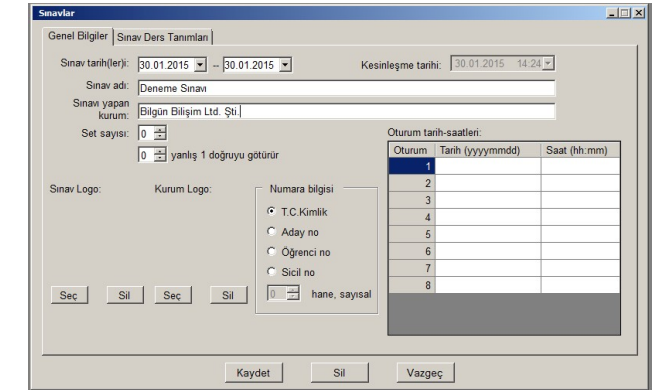 Sınavlar
Genel Bilgiler Sınav Ders Tanımları
Sınav tarih(ler)i: 30.01.2015 -- 30.01.2015 Kesinleşme tarihi: 30.01.2015 14:24
Sınav adı: Deneme Sınavı
Sınavı yapan
kurum: Bilgün Bilişim Ltd. Şti.
Set sayısı: 0
Oturum tarih-saatleri:
0 yanlış 1 doğruyu götürür
Oturum Tarih (yyyymmdd) Saat (hh:mm)
1
2
3
4
5
6
7
8
Sınav Logo: Kurum Logo: Numara bilgisi
T.C.Kimlik
Aday no
Öğrenci no
Sicil no
Seç Sil Seç Sil 0 hane, sayısal
Kaydet Sil Vazgeç